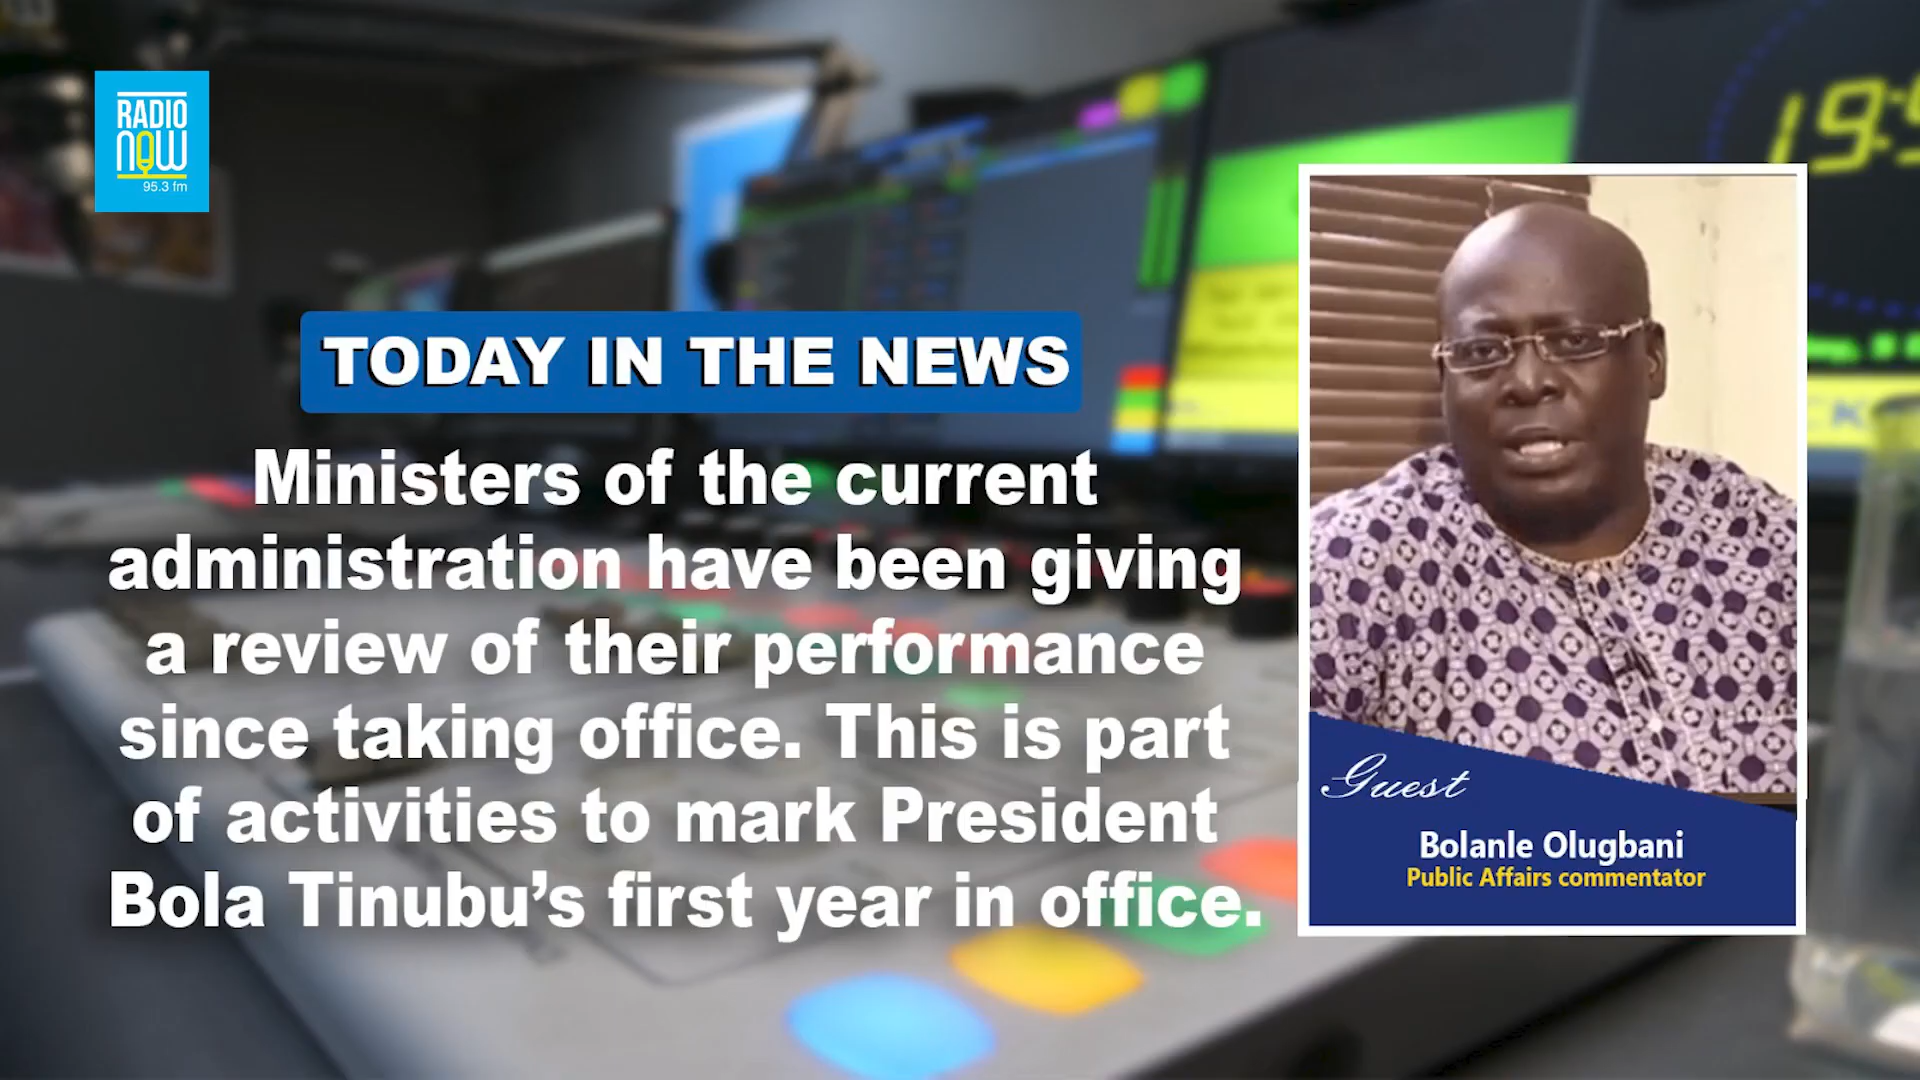 RADIO
NOW
95.3 fm
TODAY IN THE NEWS
Ministers of the current
administration have been giving
a review of their performance
since taking office. This is part
of activities to mark President
Bola Tinubu’s first year in office.
Guest
Bolanle Olugbani
Public Affairs commentator